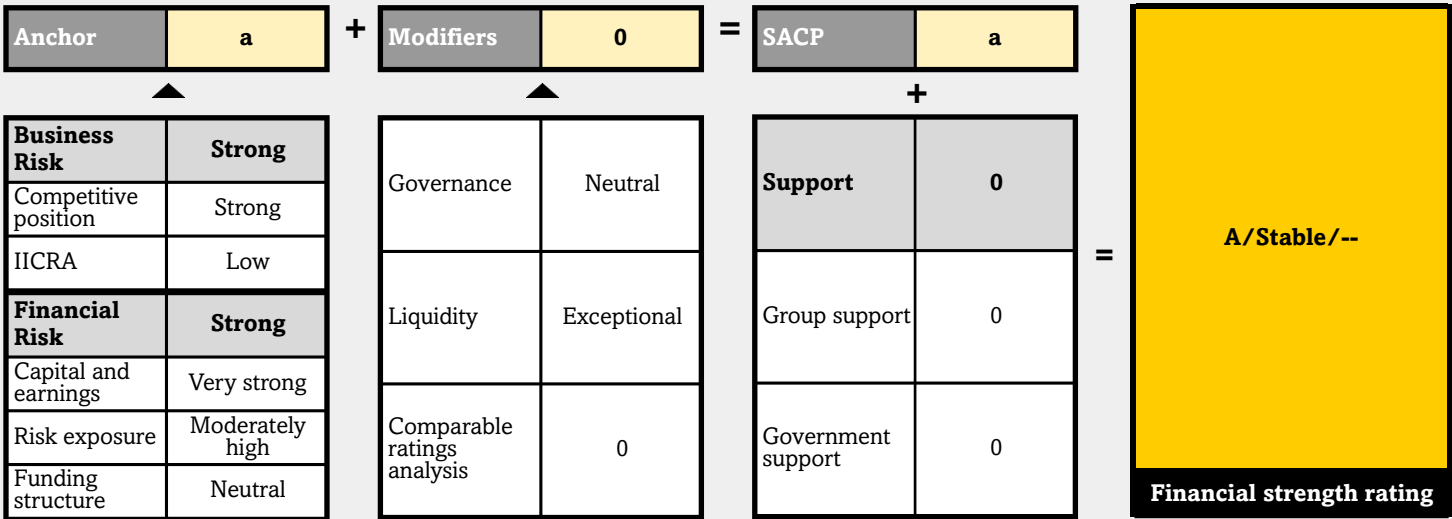 Anchor a + Modifiers 0 = SACP a
+
Business
Risk
Strong
Competitive
position
Strong
IICRA
Low
Financial
Risk
Strong
Capital and
earnings
Very strong
Risk exposure
Moderately
high
Funding
structure
Neutral
Governance
Neutral
Liquidity
Exceptional
Comparable
ratings
analysis
0
Support
0
Group support
0
Government
support
0
=
A/Stable/--
Financial strength rating